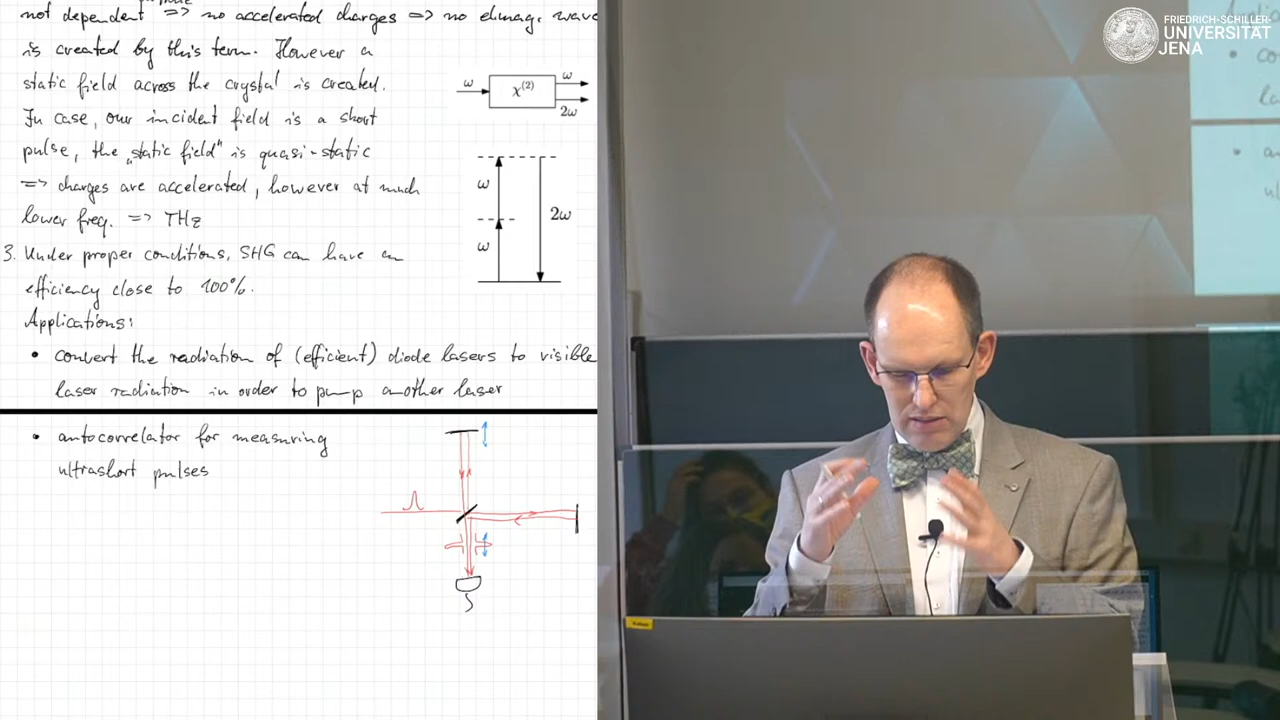 not dependent => no accelerated charges => no elmag. wave
is created by this term. However a
static field across the crystal is created.
In case, our incident field is a short
pulse, the „static field" is quasi-static
=> charges are accelerated, however at much
lower freq. => THz
3. Under proper conditions, SHG can have an
efficiency close to 100%.
Applications:
• convert the radiation of (efficient) diode lasers to visible
laser radiation in order to pump another laser
• autocorrelator for measuring
ultrashort pulses
ω
χ(2)
ω
2ω
ω
ω
2ω
FRIEDRICH-SCHILLER-
UNIVERSITÄT
JENA